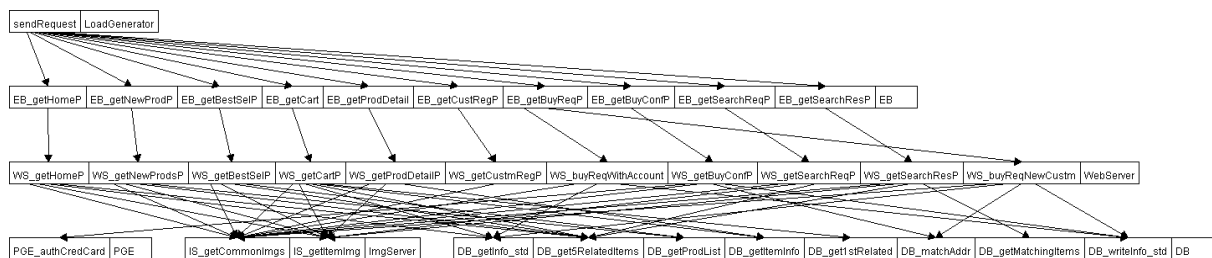 sendRequest LoadGenerator
EB_getHomeP EB_getNewProdP EB_getBestSelP EB_getCart EB_getProdDetail EB_getCustRegP EB_getBuyReqP EB_getBuyConfP EB_getSearchReqP EB_getSearchResP EB
WS_getHomeP WS_getNewProdsP WS_getBestSelP WS_getCartP WS_getProdDetailP WS_getCustmRegP WS_buyReqWithAccount WS_getBuyConfP WS_getSearchReqP WS_getSearchResP WS_buyReqNewCustm WebServer
PGE_authCredCard PGE IS_getCommonImgs IS_getItemImg ImgServer DB_getInfo_std DB_get5RelatedItems DB_getProdList DB_getItemInfo DB_get1stRelated DB_matchAddr DB_getMatchingItems DB_writeInfo_std DB